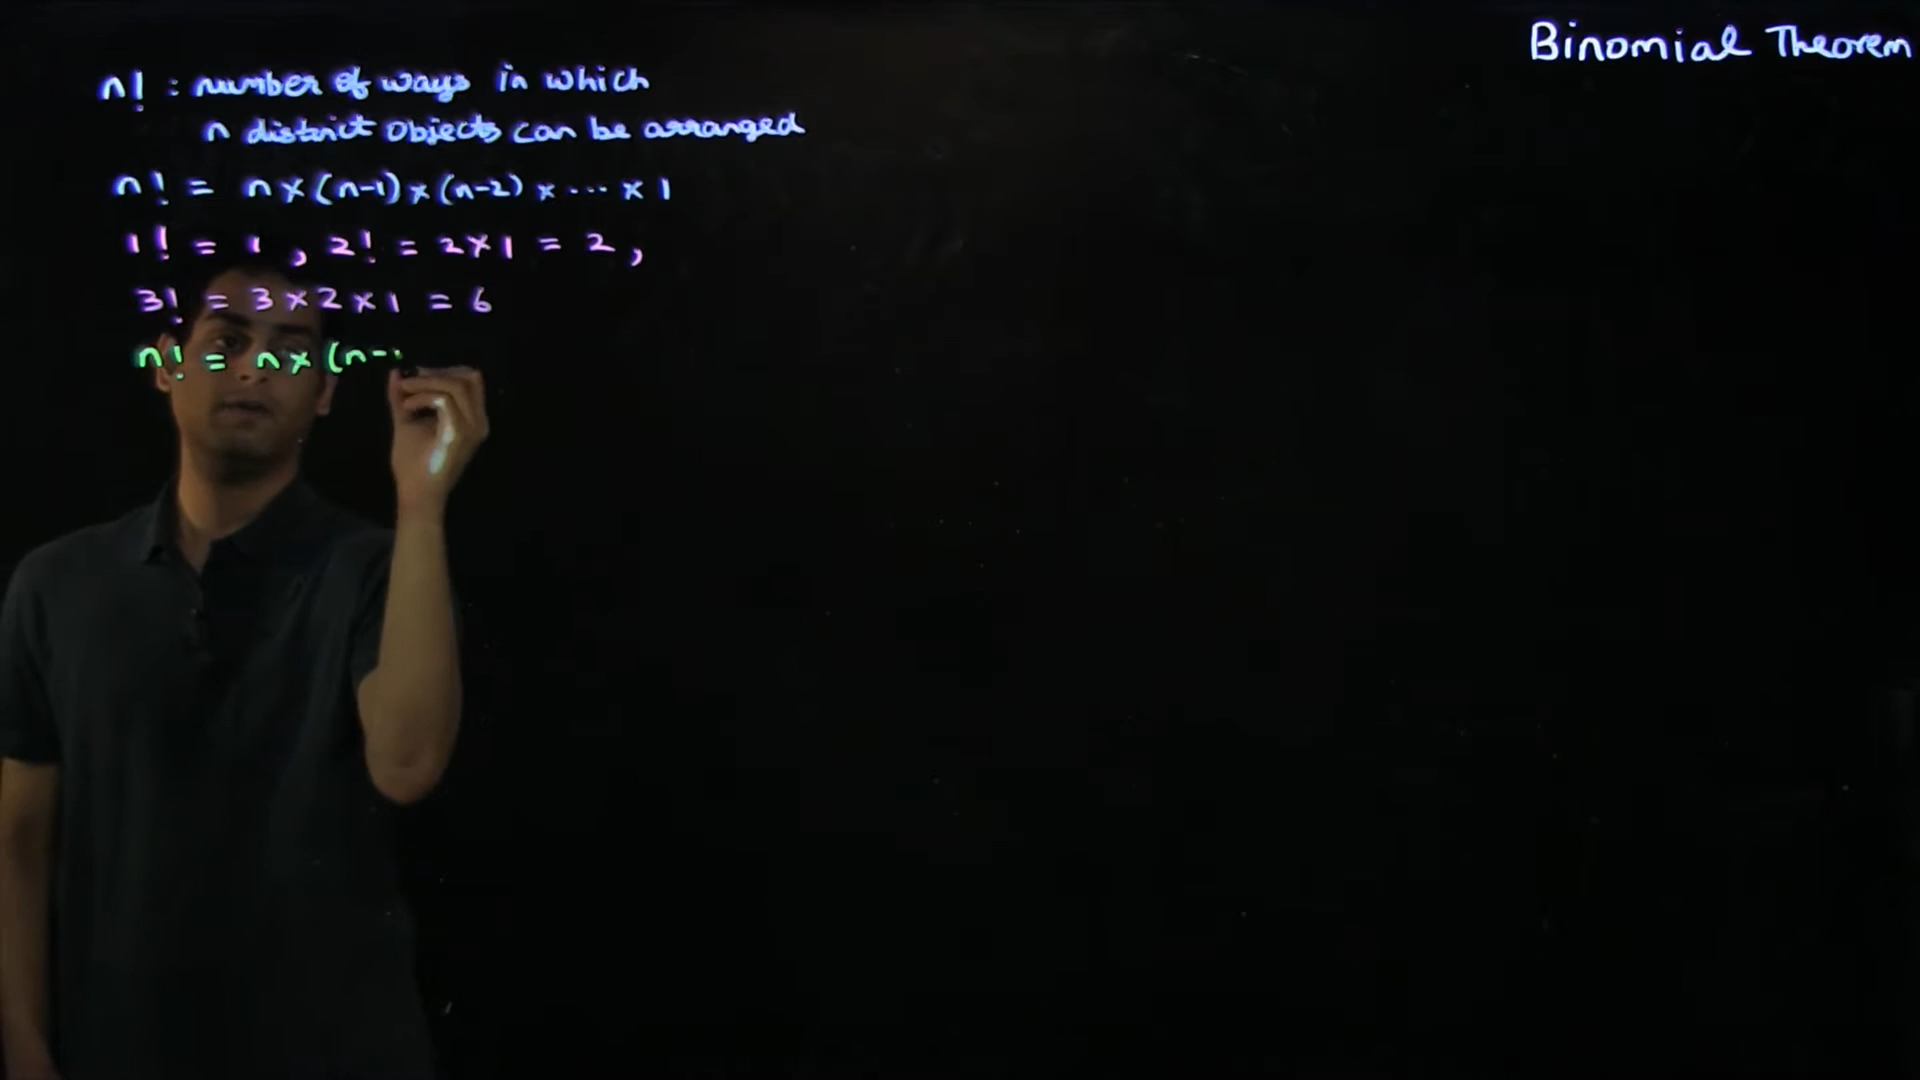 Binomial Theorem
n! : number of ways in which
n distinct objects can be arranged
n! = n × (n-1) × (n-2) × ... × 1
1! = 1 , 2! = 2×1 = 2 ,
3! = 3 × 2 × 1 = 6
n! = n × (n-